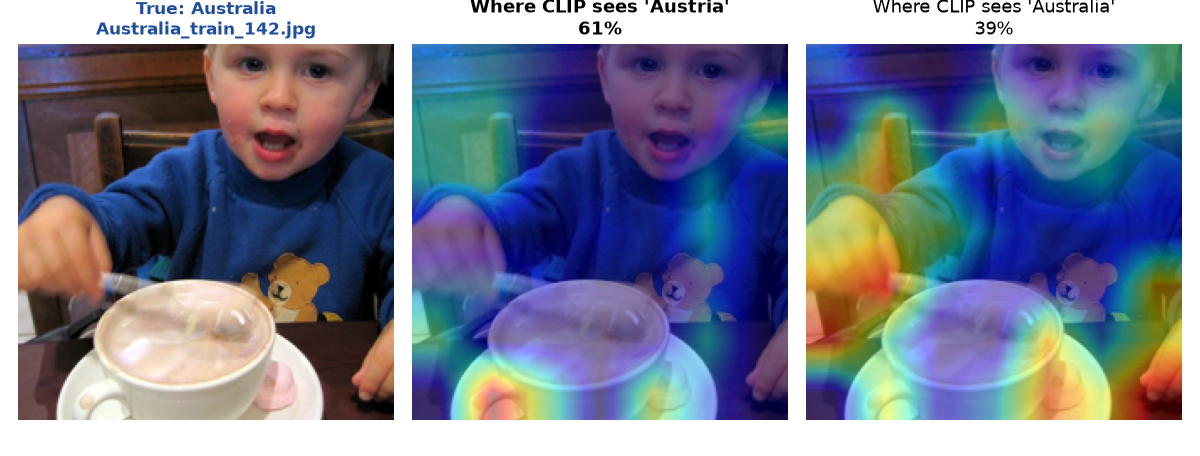 True: Australia
Australia_train_142.jpg
Where CLIP sees 'Austria'
61%
Where CLIP sees 'Australia'
39%